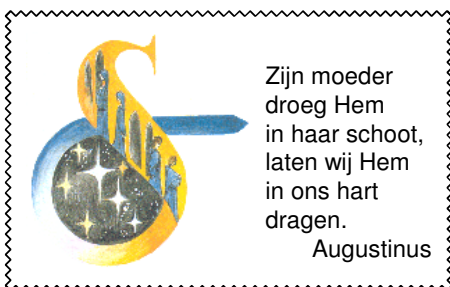 Zijn moeder
droeg Hem
in haar schoot,
laten wij Hem
in ons hart
dragen.
Augustinus